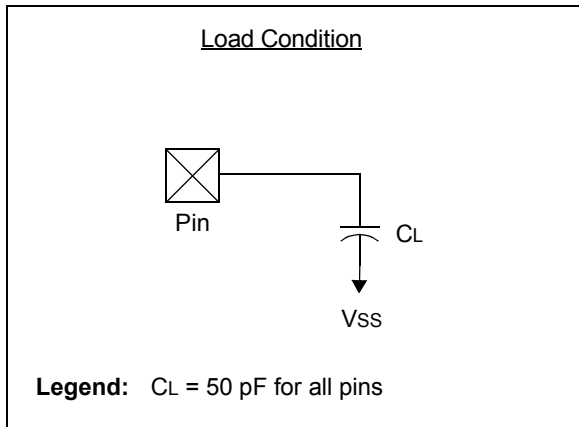 Load Condition
Pin
CL
VSS
Legend: CL = 50 pF for all pins